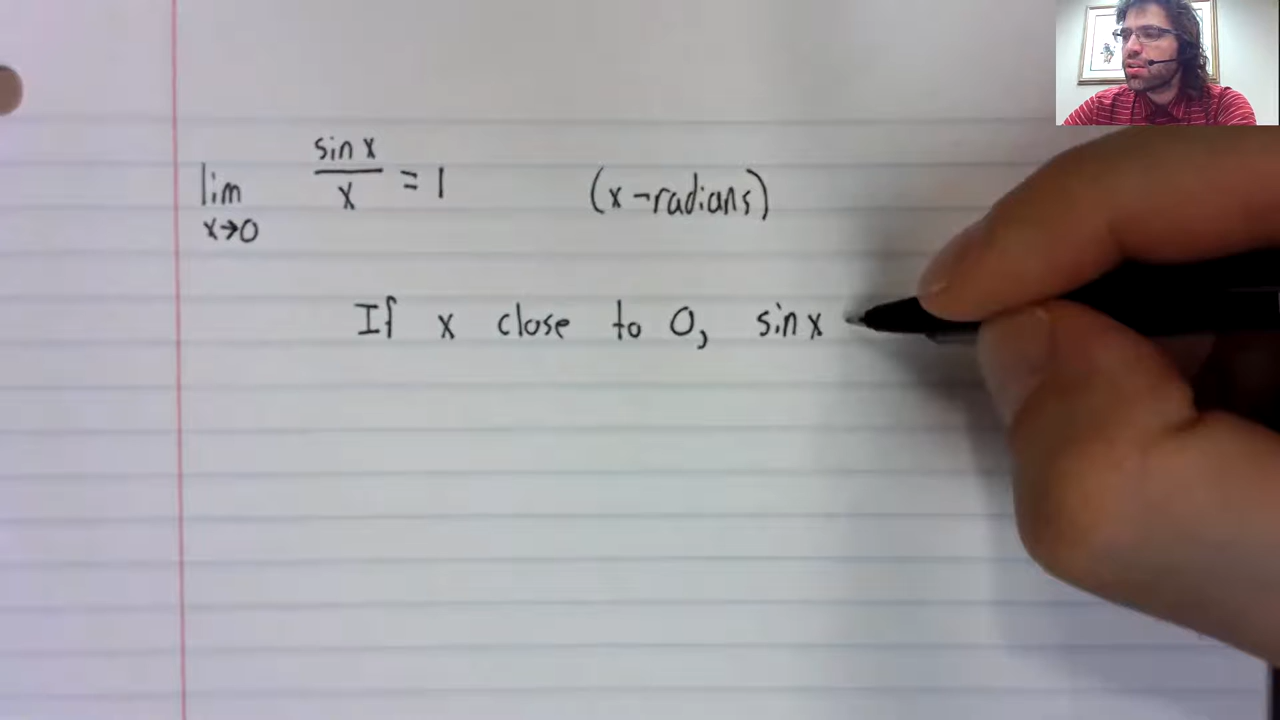 lim x→0 sin x / x = 1 (x-radians)
If x close to 0, sin x